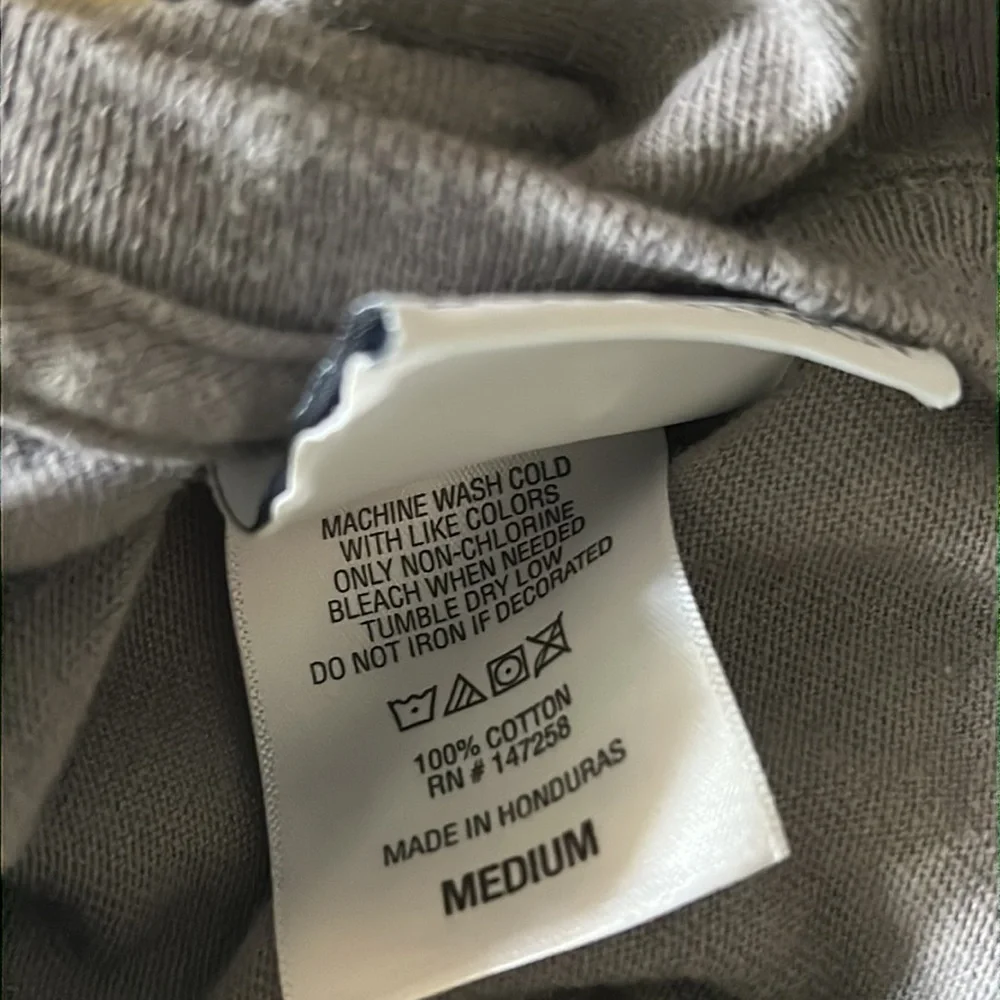 MACHINE WASH COLD
WITH LIKE COLORS
ONLY NON-CHLORINE
BLEACH WHEN NEEDED
TUMBLE DRY LOW
DO NOT IRON IF DECORATED
100% COTTON
RN # 147258
MADE IN HONDURAS
MEDIUM